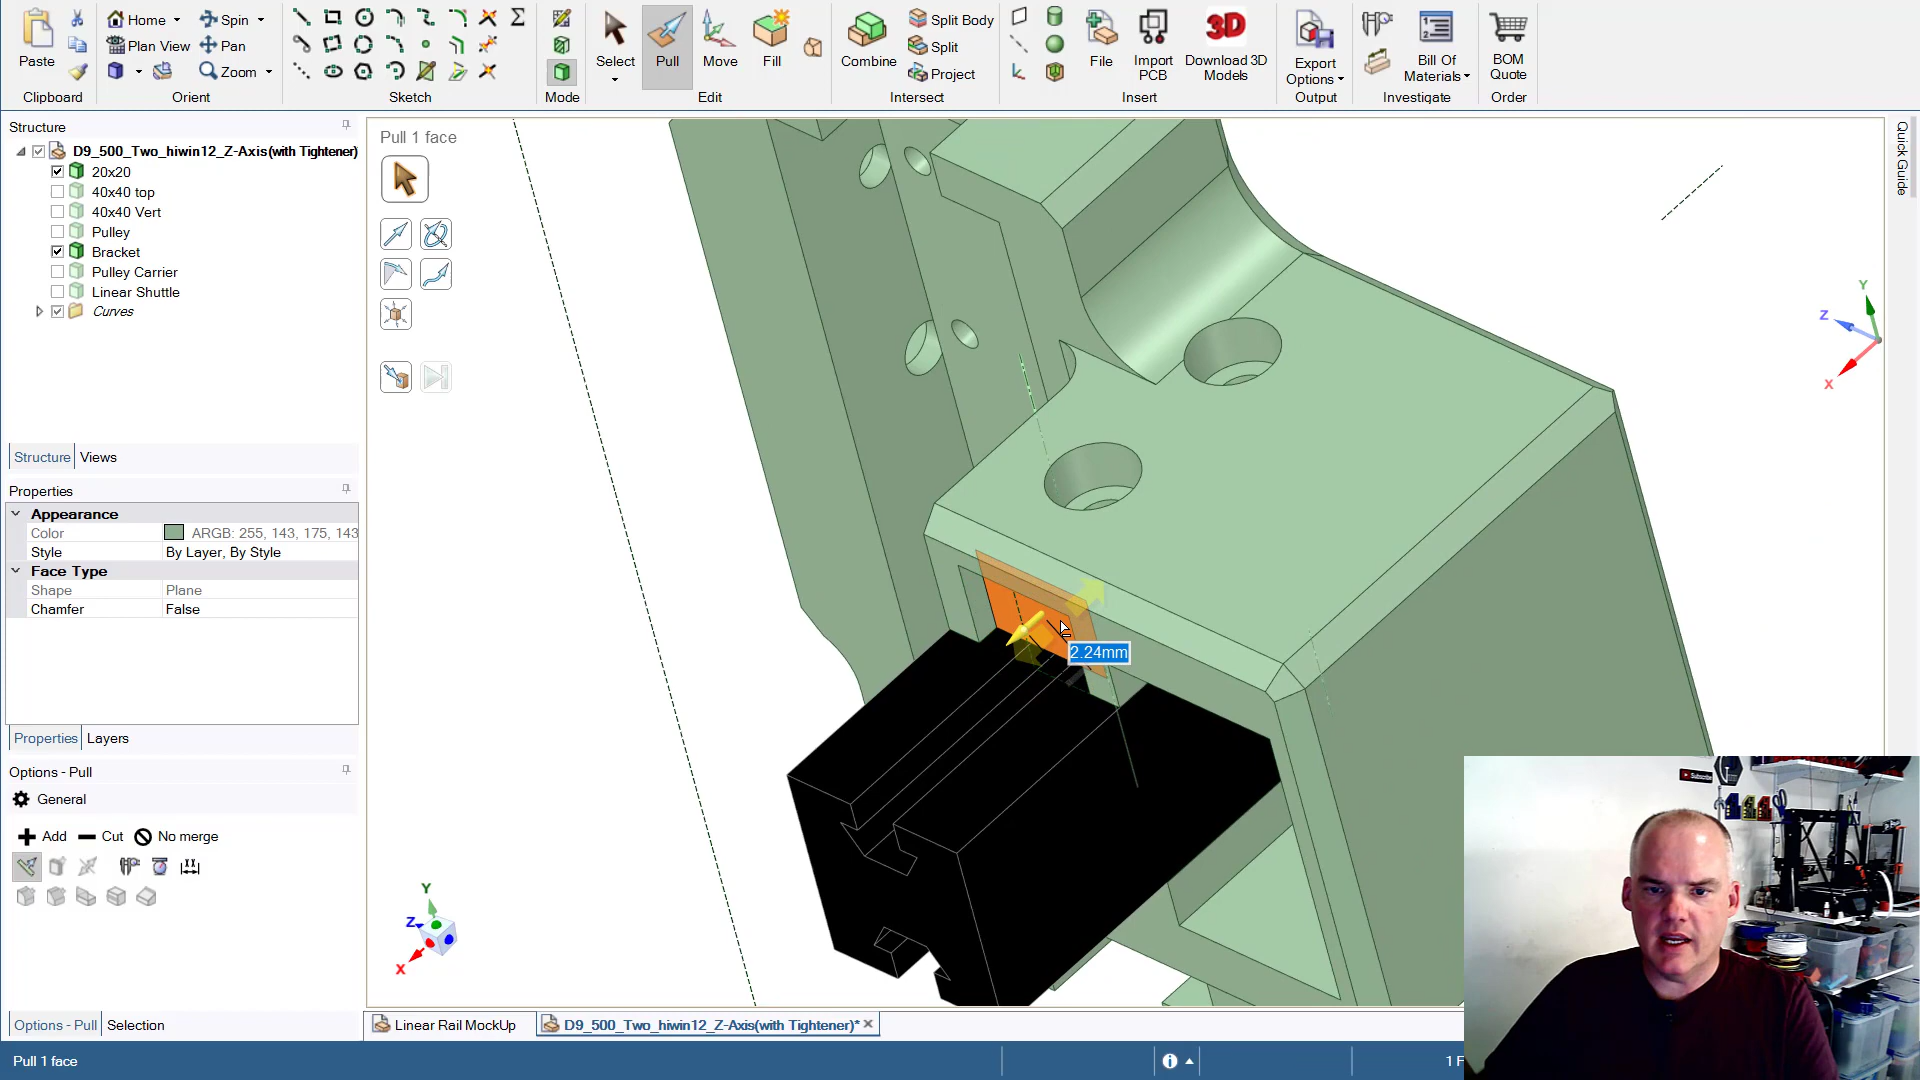 Paste
Clipboard
Home
Plan View
Spin
Pan
Zoom
Orient
Sketch
Mode
Select
Pull
Move
Fill
Edit
Combine
Split Body
Split
Project
Intersect
File
Import PCB
Download 3D Models
Insert
Export Options
Output
Bill Of Materials
Investigate
BOM Quote
Order
Structure
D9_500_Two_hiwin12_Z-Axis(with Tightener)
20x20
40x40 top
40x40 Vert
Pulley
Bracket
Pulley Carrier
Linear Shuttle
Curves
Structure
Views
Properties
Appearance
Color ARGB: 255, 143, 175, 143
Style By Layer, By Style
Face Type
Shape Plane
Chamfer False
Properties
Layers
Options - Pull
General
Add
Cut
No merge
Options - Pull
Selection
Pull 1 face
2.24mm
Quick Guide
Y
Z
X
Y
Z
X
Linear Rail MockUp
D9_500_Two_hiwin12_Z-Axis(with Tightener)*
Pull 1 face
1 F
Subscribe